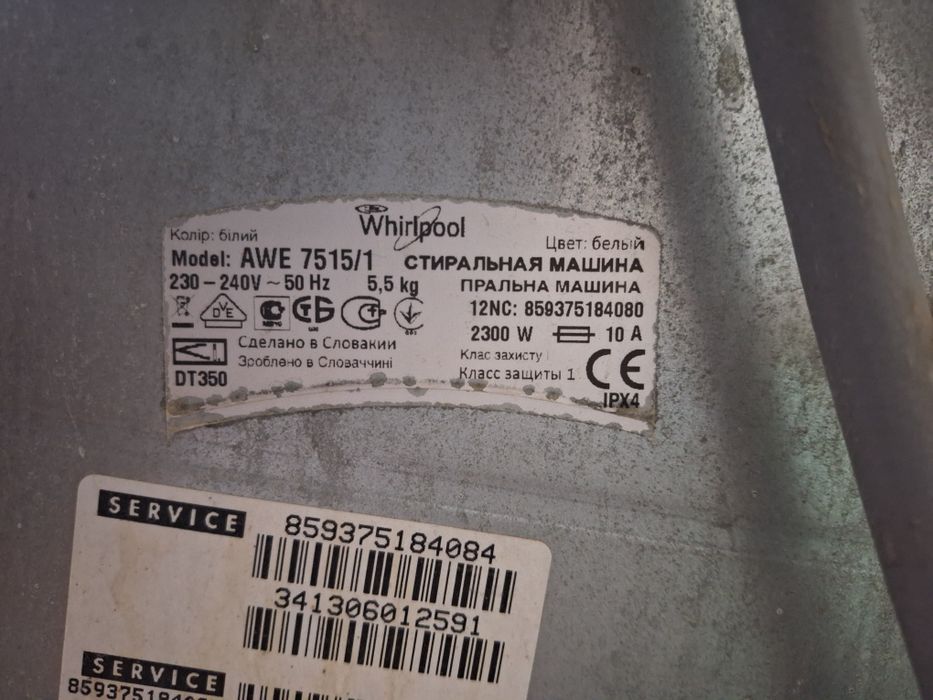 Whirlpool
Колір: білий
Цвет: белый
Model: AWE 7515/1 СТИРАЛЬНАЯ МАШИНА
230 – 240V ~ 50 Hz 5,5 kg ПРАЛЬНА МАШИНА
12NC: 859375184080
2300 W 10 A
Сделано в Словакии
Зроблено в Словаччині
Клас захисту I
Класс защиты 1
CE
DT350
IPX4
SERVICE 859375184084
341306012591
SERVICE